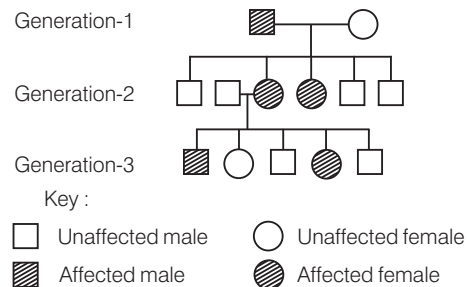 Generation-1
Generation-2
Generation-3
Key :
Unaffected male Unaffected female
Affected male Affected female